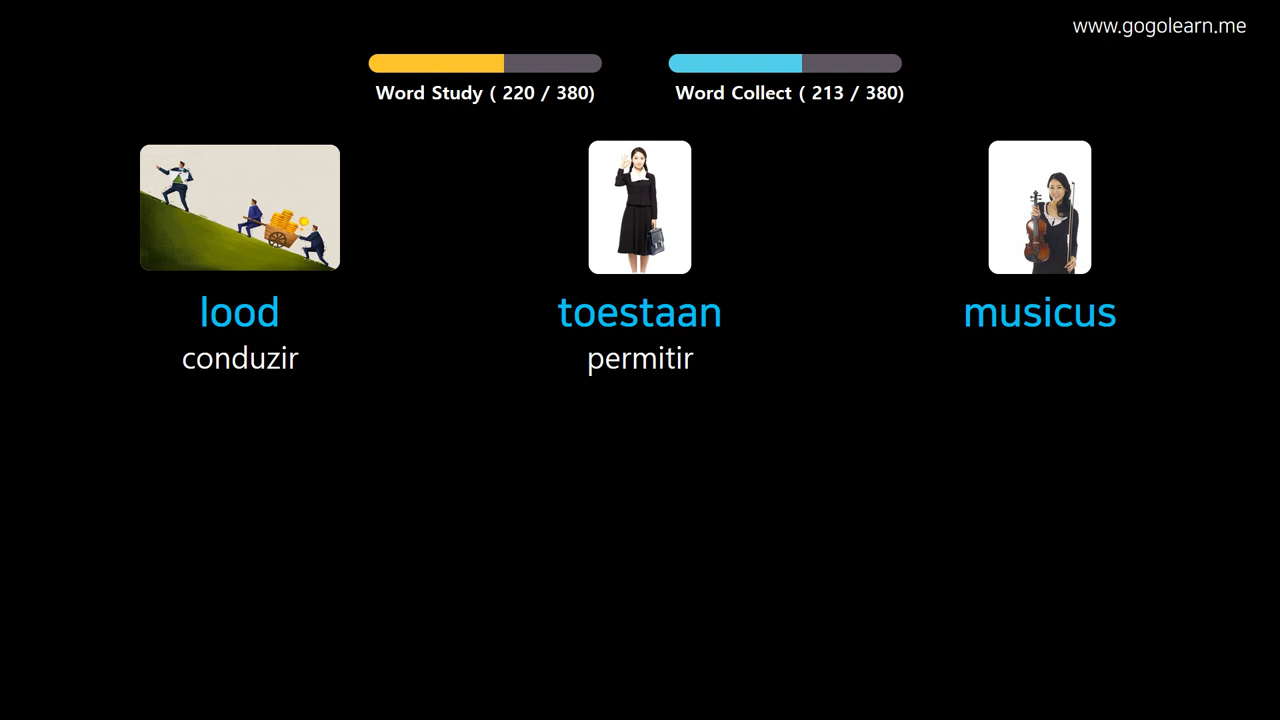 www.gogolearn.me
Word Study ( 220 / 380)
Word Collect ( 213 / 380)
lood
toestaan
musicus
conduzir
permitir